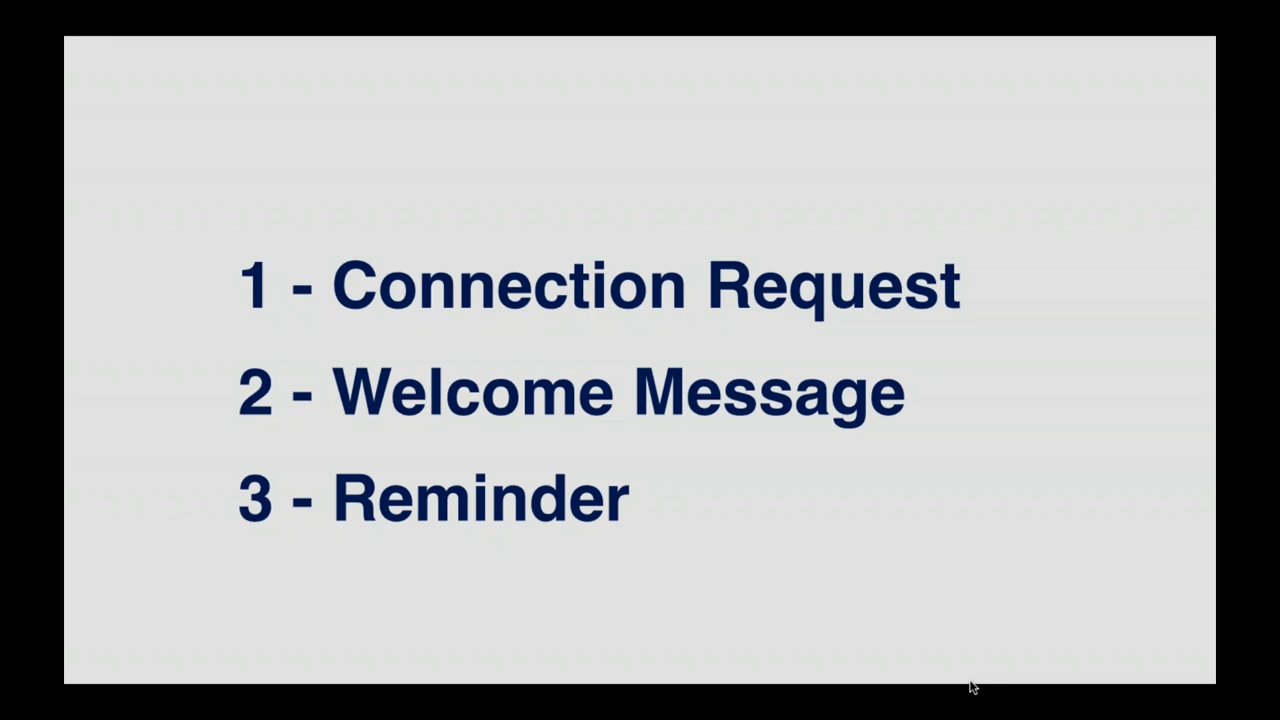 1 - Connection Request
2 - Welcome Message
3 - Reminder